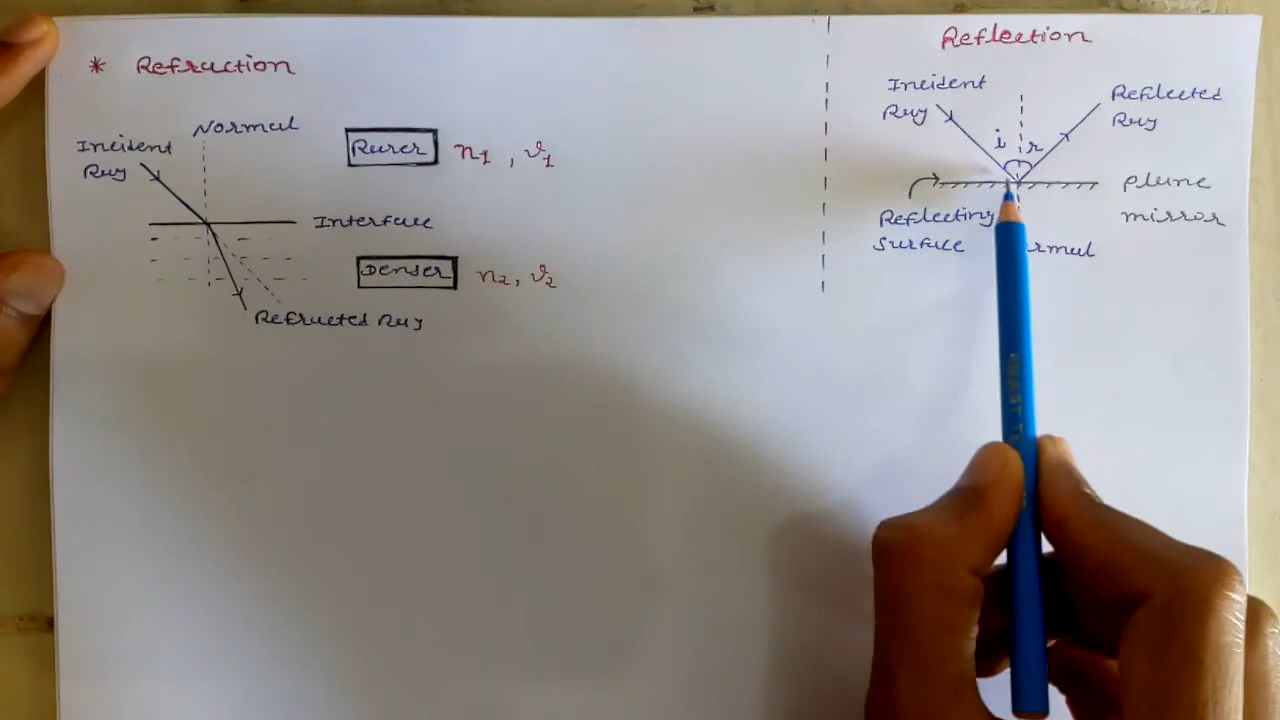 * Refraction
Normal
Incident
Ray
Rarer n1 , v1
Interface
Denser n2, v2
Refracted Ray
Reflection
Incident
Ray
Reflected
Ray
i r
plane
mirror
Reflecting
Surface
rmal